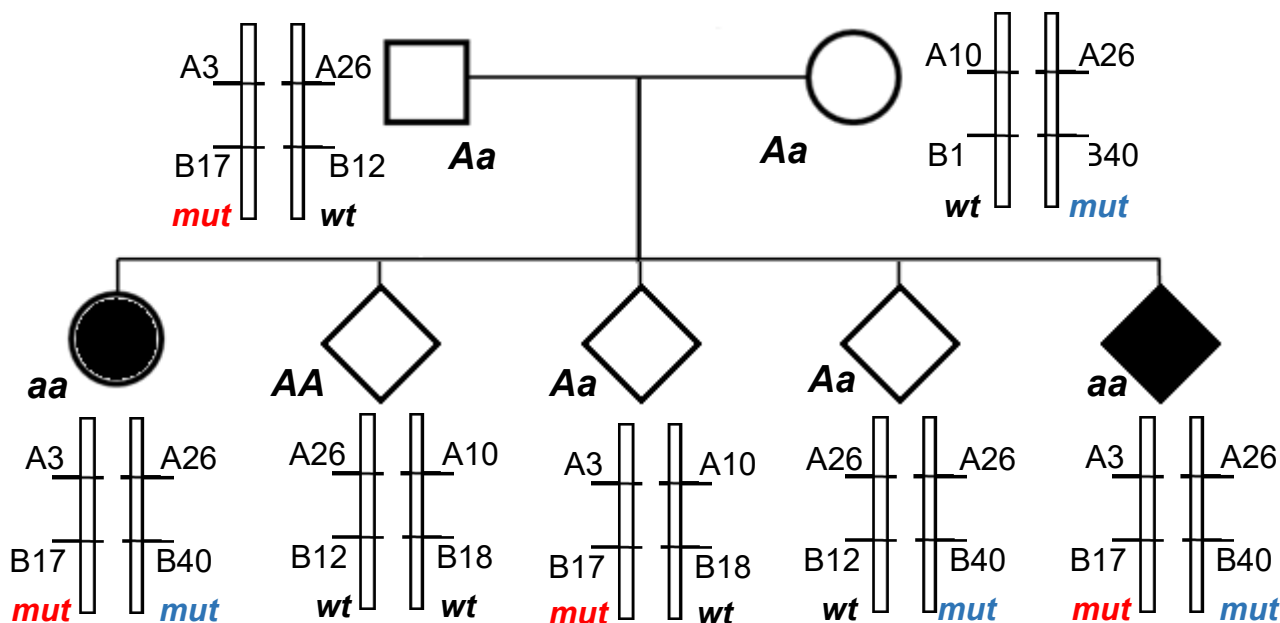 A3 A26 A10 A26
B17 B12 Aa Aa B1 B40
mut wt wt mut
aa AA Aa Aa aa
A3 A26 A26 A10 A3 A10 A26 A26 A3 A26
B17 B40 B12 B18 B17 B18 B12 B40 B17 B40
mut mut wt wt mut wt wt mut mut mut